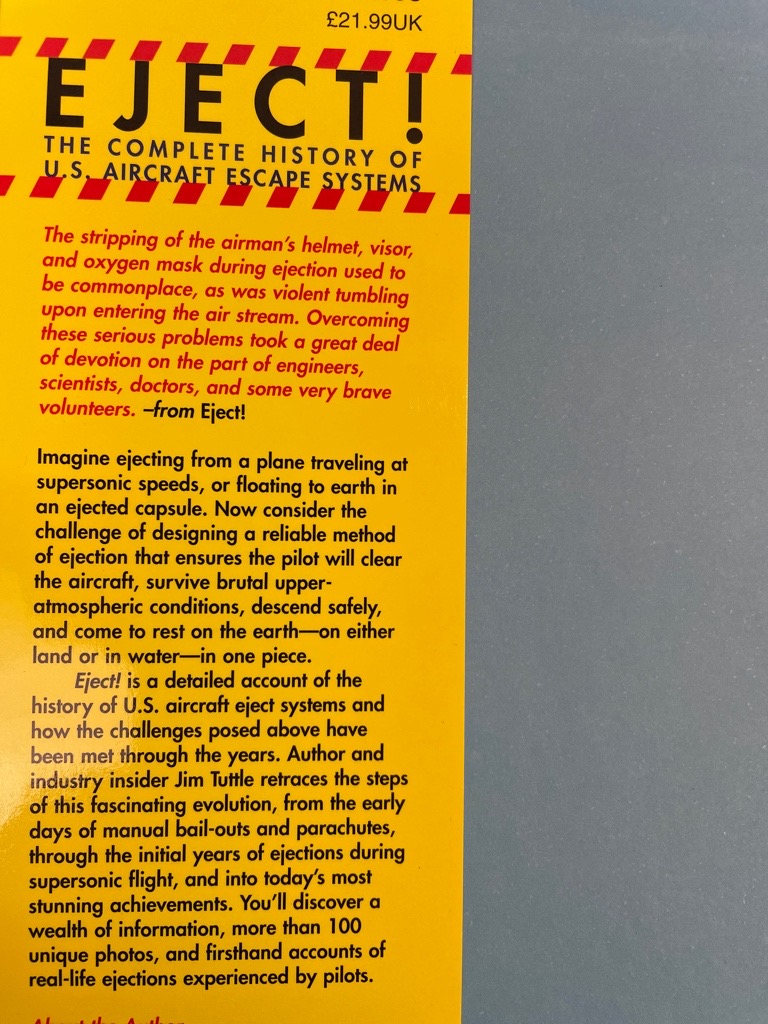 £21.99UK
EJECT!
THE COMPLETE HISTORY OF
U.S. AIRCRAFT ESCAPE SYSTEMS
The stripping of the airman's helmet, visor,
and oxygen mask during ejection used to
be commonplace, as was violent tumbling
upon entering the air stream. Overcoming
these serious problems took a great deal
of devotion on the part of engineers,
scientists, doctors, and some very brave
volunteers. –from Eject!
Imagine ejecting from a plane traveling at
supersonic speeds, or floating to earth in
an ejected capsule. Now consider the
challenge of designing a reliable method
of ejection that ensures the pilot will clear
the aircraft, survive brutal upper-
atmospheric conditions, descend safely,
and come to rest on the earth—on either
land or in water—in one piece.
Eject! is a detailed account of the
history of U.S. aircraft eject systems and
how the challenges posed above have
been met through the years. Author and
industry insider Jim Tuttle retraces the steps
of this fascinating evolution, from the early
days of manual bail-outs and parachutes,
through the initial years of ejections during
supersonic flight, and into today's most
stunning achievements. You'll discover a
wealth of information, more than 100
unique photos, and firsthand accounts of
real-life ejections experienced by pilots.
About the Author